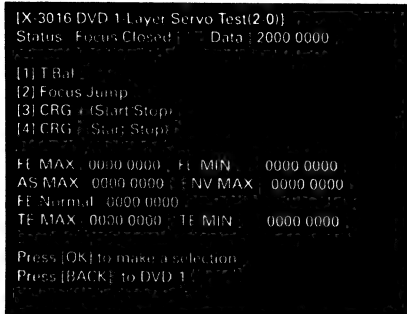 [X-3016 DVD 1-Layer Servo Test(2-0)]
Status : Focus Closed Data : 2000 0000
[1] T.Bal
[2] Focus Jump
[3] CRG + (Start/Stop)
[4] CRG - (Start/Stop)
FE MAX : 0000 0000 FE MIN : 0000 0000
AS MAX : 0000 0000 ENV MAX : 0000 0000
FE Normal : 0000 0000
TE MAX : 0000 0000 TE MIN : 0000 0000
Press [OK] to make a selection
Press [BACK] to DVD 1